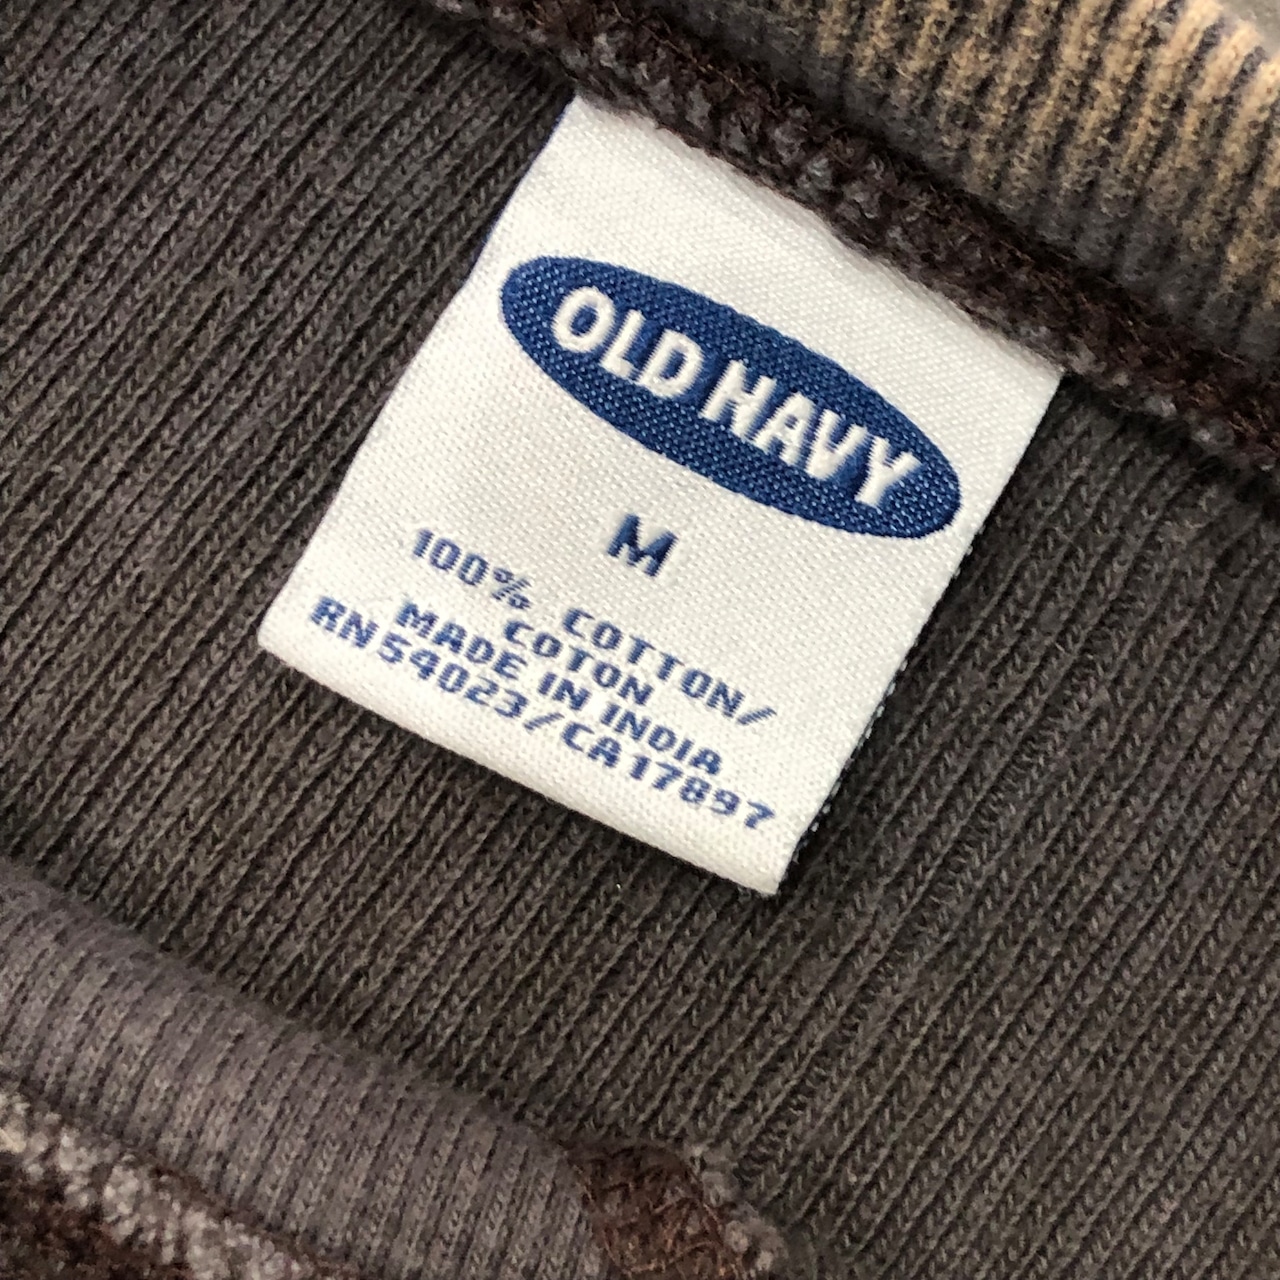 OLD NAVY
M
100% COTTON/
COTON
MADE IN INDIA
RN54023/CA17897